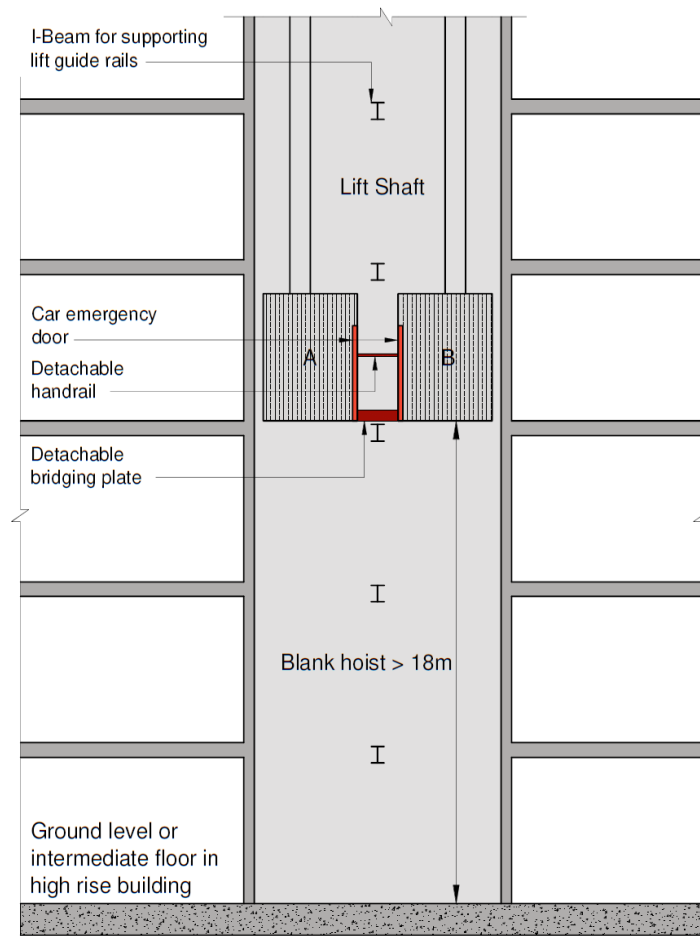 I-Beam for supporting
lift guide rails
Lift Shaft
Car emergency
door
A
B
Detachable
handrail
Detachable
bridging plate
Blank hoist > 18m
Ground level or
intermediate floor in
high rise building